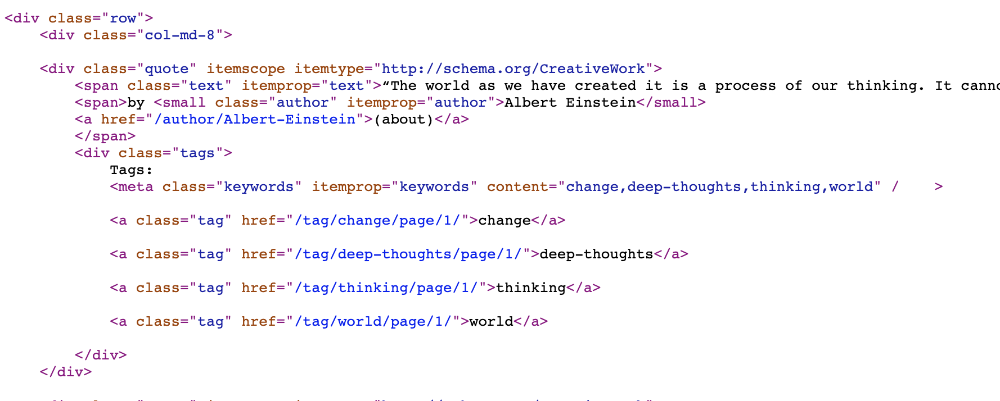 <div class="row">
<div class="col-md-8">
<div class="quote" itemscope itemtype="http://schema.org/CreativeWork">
<span class="text" itemprop="text">“The world as we have created it is a process of our thinking. It
<span>by <small class="author" itemprop="author">Albert Einstein</small>
<a href="/author/Albert-Einstein">(about)</a>
</span>
<div class="tags">
Tags:
<meta class="keywords" itemprop="keywords" content="change,deep-thoughts,thinking,world" /    >
<a class="tag" href="/tag/change/page/1/">change</a>
<a class="tag" href="/tag/deep-thoughts/page/1/">deep-thoughts</a>
<a class="tag" href="/tag/thinking/page/1/">thinking</a>
<a class="tag" href="/tag/world/page/1/">world</a>
</div>
</div>